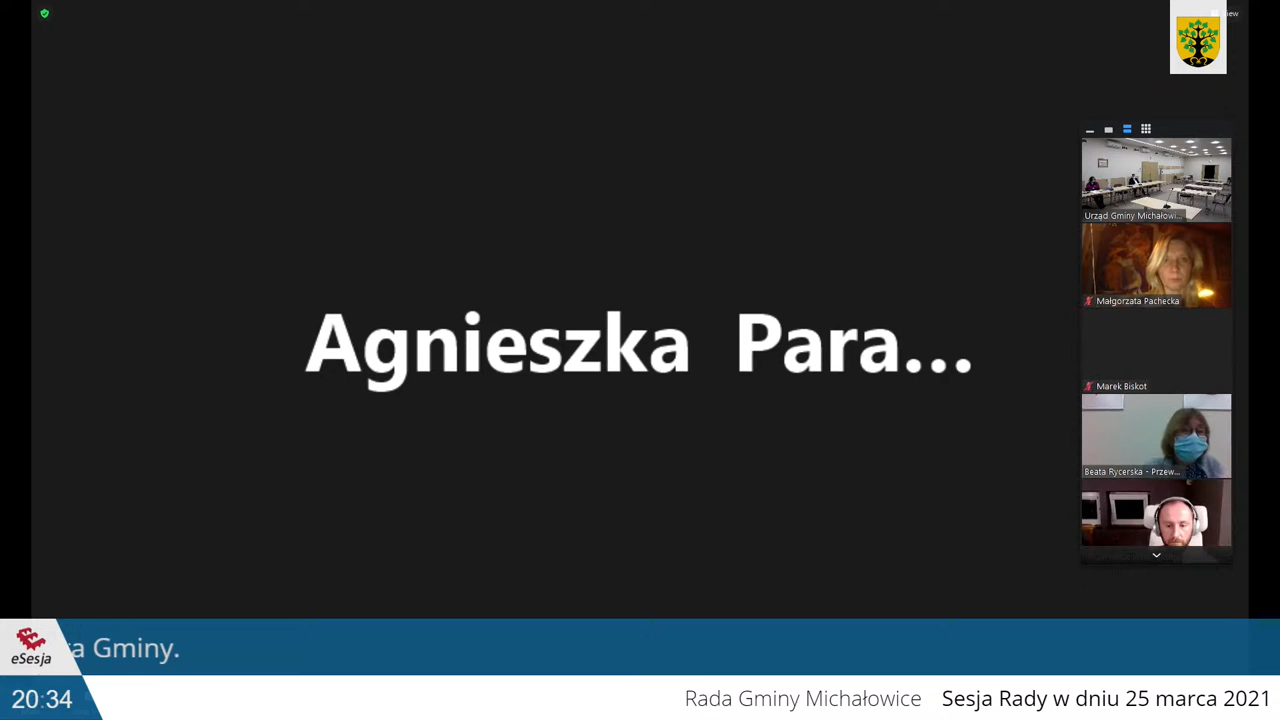 View
Urząd Gminy Michałowi...
Małgorzata Pachecka
Agnieszka Para...
Marek Biskot
Beata Rycerska - Przew...
Gminy.
eSesja
20:34
Rada Gminy Michałowice Sesja Rady w dniu 25 marca 2021